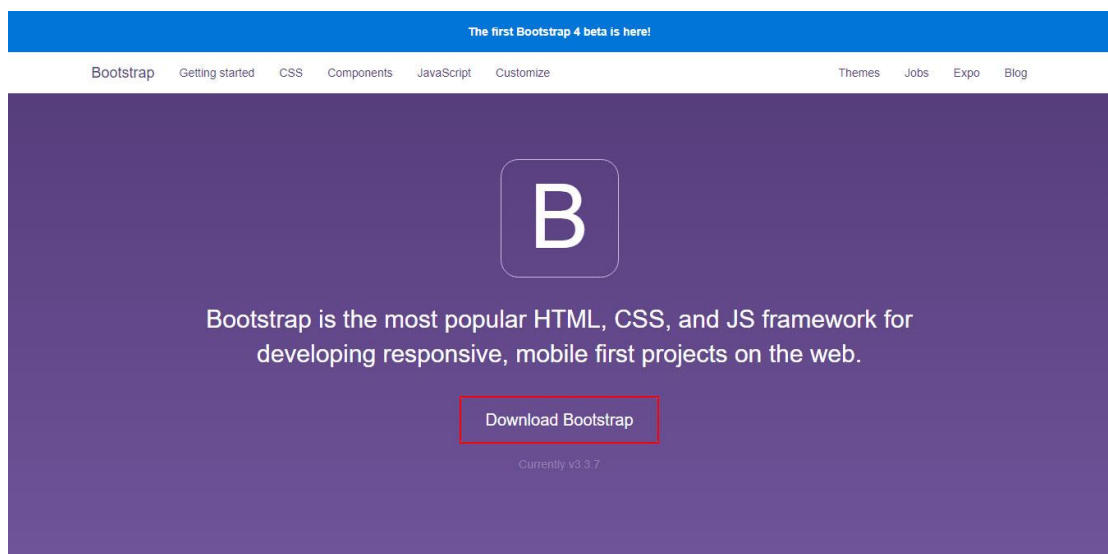 The first Bootstrap 4 beta is here!
Bootstrap Getting started CSS Components JavaScript Customize Themes Jobs Expo Blog
B
Bootstrap is the most popular HTML, CSS, and JS framework for
developing responsive, mobile first projects on the web.
Download Bootstrap
Currently v3.3.7